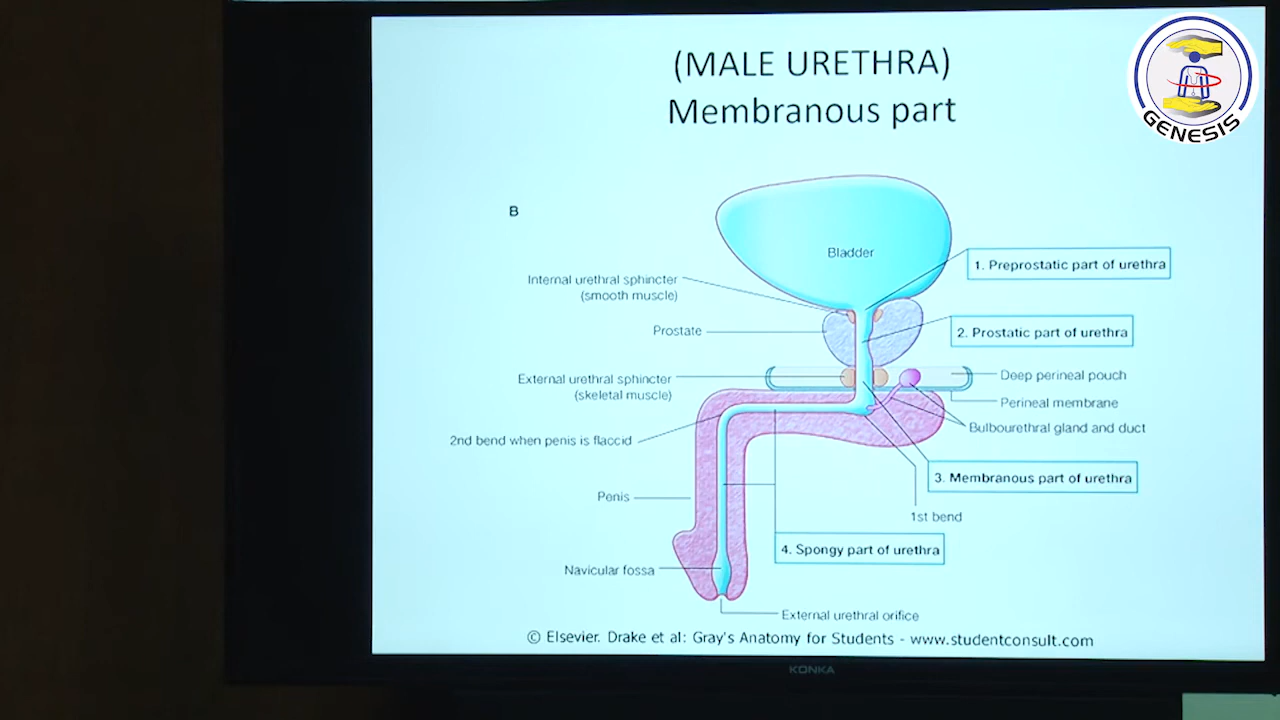 (MALE URETHRA)
Membranous part
GENESIS
B
Bladder
1. Preprostatic part of urethra
Internal urethral sphincter
(smooth muscle)
Prostate
2. Prostatic part of urethra
External urethral sphincter
(skeletal muscle)
Deep perineal pouch
Perineal membrane
Bulbourethral gland and duct
2nd bend when penis is flaccid
3. Membranous part of urethra
Penis
1st bend
4. Spongy part of urethra
Navicular fossa
External urethral orifice
© Elsevier. Drake et al: Gray's Anatomy for Students - www.studentconsult.com
KONKA